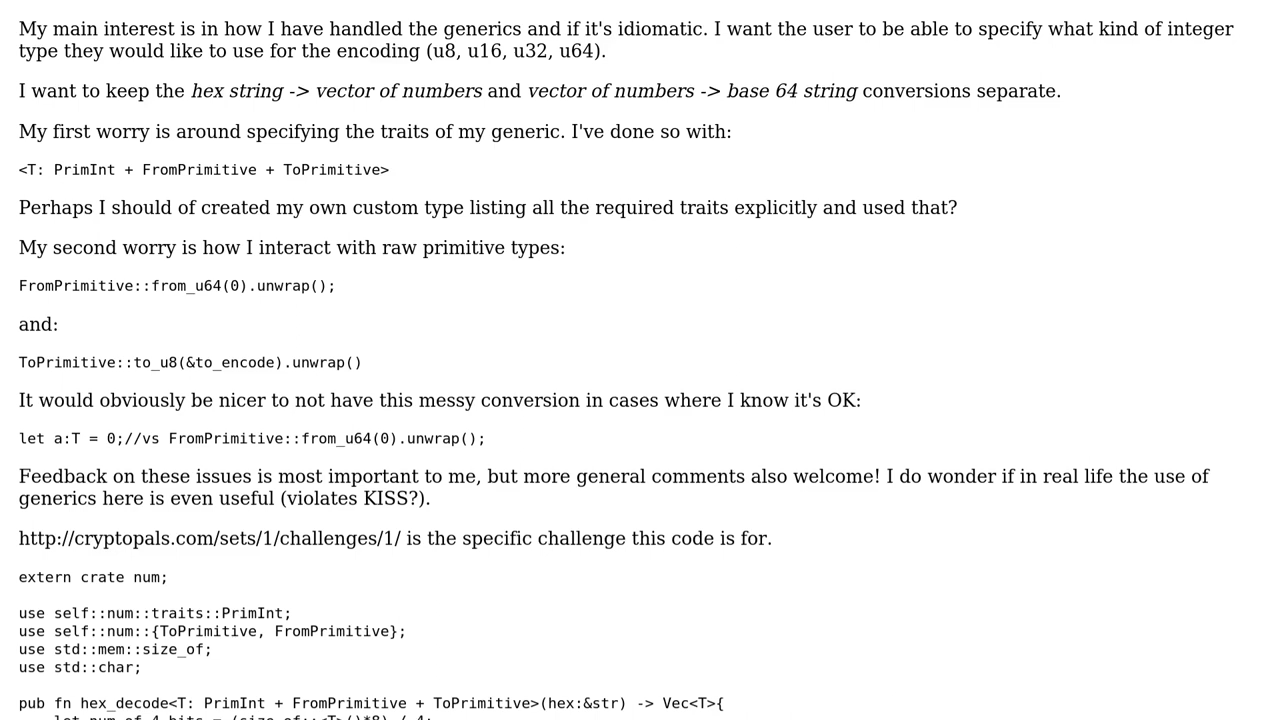 My main interest is in how I have handled the generics and if it's idiomatic. I want the user to be able to specify what kind of integer
type they would like to use for the encoding (u8, u16, u32, u64).
I want to keep the hex string -> vector of numbers and vector of numbers -> base 64 string conversions separate.
My first worry is around specifying the traits of my generic. I've done so with:
<T: PrimInt + FromPrimitive + ToPrimitive>
Perhaps I should of created my own custom type listing all the required traits explicitly and used that?
My second worry is how I interact with raw primitive types:
FromPrimitive::from_u64(0).unwrap();
and:
ToPrimitive::to_u8(&to_encode).unwrap()
It would obviously be nicer to not have this messy conversion in cases where I know it's OK:
let a:T = 0;//vs FromPrimitive::from_u64(0).unwrap();
Feedback on these issues is most important to me, but more general comments also welcome! I do wonder if in real life the use of
generics here is even useful (violates KISS?).
http://cryptopals.com/sets/1/challenges/1/ is the specific challenge this code is for.
extern crate num;
use self::num::traits::PrimInt;
use self::num::{ToPrimitive, FromPrimitive};
use std::mem::size_of;
use std::char;
pub fn hex_decode<T: PrimInt + FromPrimitive + ToPrimitive>(hex:&str) -> Vec<T>{